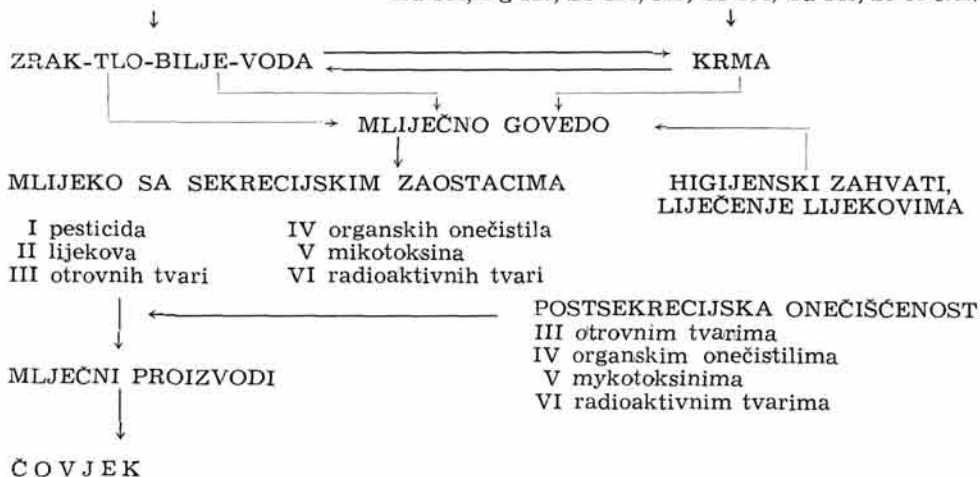 ZRAK-TLO-BILJE-VODA KRMA
MLIJEČNO GOVEDO
MLIJEKO SA SEKRECIJSKIM ZAOSTACIMA
HIGIJENSKI ZAHVATI,
LIJEČENJE LIJEKOVIMA
I pesticida
II lijekova
III otrovnih tvari
IV organskih onečistila
V mikotoksina
VI radioaktivnih tvari
POSTSEKRECIJSKA ONEČIŠĆENOST
III otrovnim tvarima
IV organskim onečistilima
V mykotoksinima
VI radioaktivnim tvarima
MLJEČNI PROIZVODI
ČOVJEK